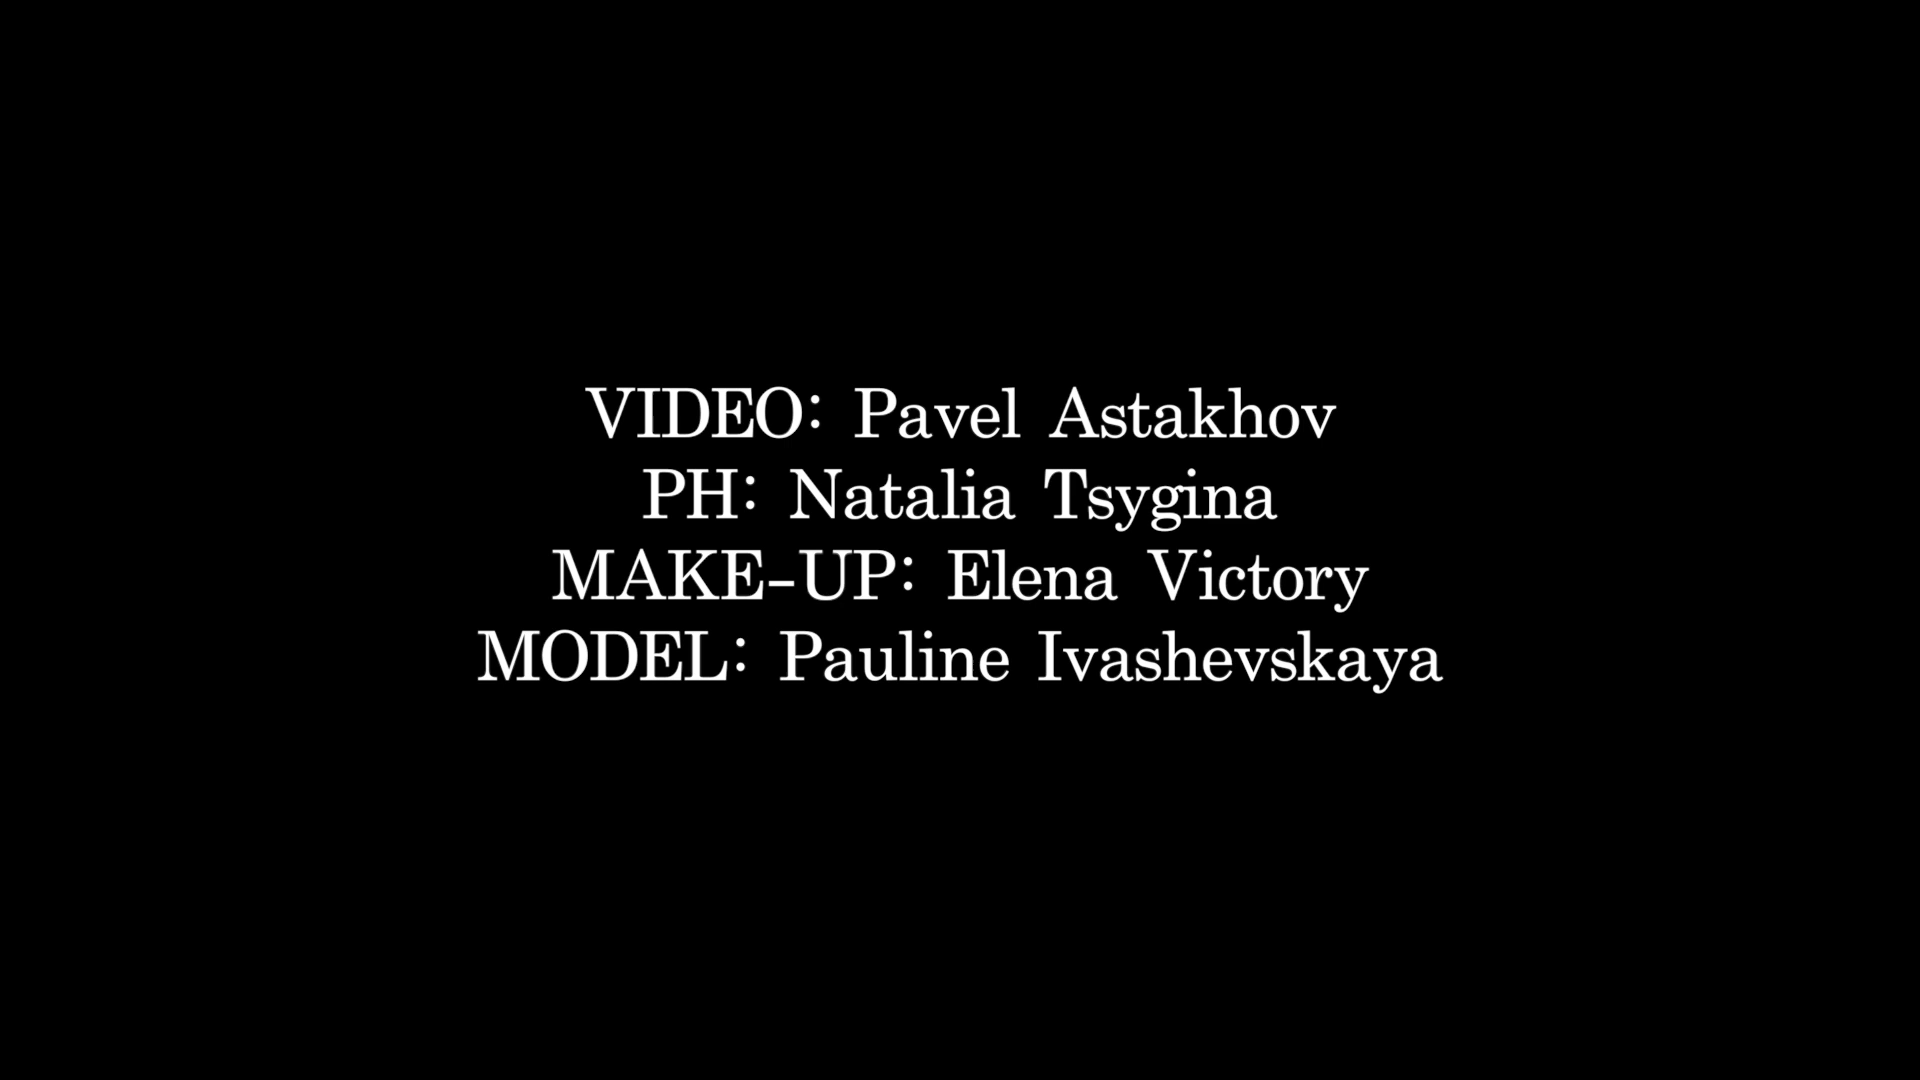 VIDEO: Pavel Astakhov
PH: Natalia Tsygina
MAKE-UP: Elena Victory
MODEL: Pauline Ivashevskaya